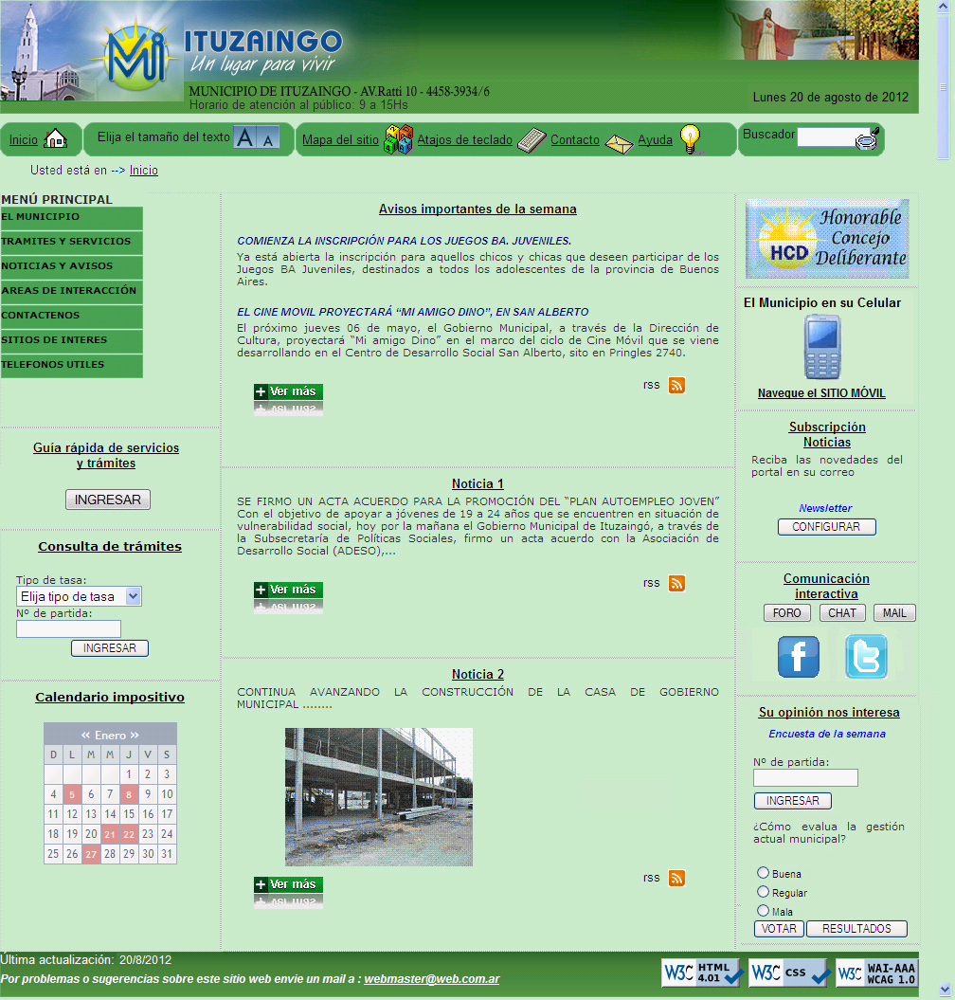 Mi ITUZAINGO
Un lugar para vivir
MUNICIPIO DE ITUZAINGO - AV.Ratti 10 - 4458-3934/6
Horario de atención al público: 9 a 15Hs
Lunes 20 de agosto de 2012
Inicio
Elija el tamaño del texto A A
Mapa del sitio
Atajos de teclado
Contacto
Ayuda
Buscador
Usted está en --> Inicio
MENÚ PRINCIPAL
EL MUNICIPIO
TRAMITES Y SERVICIOS
NOTICIAS Y AVISOS
AREAS DE INTERACCIÓN
CONTACTENOS
SITIOS DE INTERES
TELEFONOS UTILES
Guía rápida de servicios
y trámites
INGRESAR
Consulta de trámites
Tipo de tasa:
Elija tipo de tasa
Nº de partida:
INGRESAR
Calendario impositivo
« Enero »
D L M M J V S
1 2 3
4 5 6 7 8 9 10
11 12 13 14 15 16 17
18 19 20 21 22 23 24
25 26 27 28 29 30 31
Avisos importantes de la semana
COMIENZA LA INSCRIPCIÓN PARA LOS JUEGOS BA. JUVENILES.
Ya está abierta la inscripción para aquellos chicos y chicas que deseen participar de los
Juegos BA Juveniles, destinados a todos los adolescentes de la provincia de Buenos
Aires.
EL CINE MOVIL PROYECTARÁ “MI AMIGO DINO”, EN SAN ALBERTO
El próximo jueves 06 de mayo, el Gobierno Municipal, a través de la Dirección de
Cultura, proyectará “Mi amigo Dino” en el marco del ciclo de Cine Móvil que se viene
desarrollando en el Centro de Desarrollo Social San Alberto, sito en Pringles 2740.
+ Ver más
rss
Noticia 1
SE FIRMO UN ACTA ACUERDO PARA LA PROMOCIÓN DEL “PLAN AUTOEMPLEO JOVEN”
Con el objetivo de apoyar a jóvenes de 19 a 24 años que se encuentren en situación de
vulnerabilidad social, hoy por la mañana el Gobierno Municipal de Ituzaingó, a través de
la Subsecretaría de Políticas Sociales, firmo un acta acuerdo con la Asociación de
Desarrollo Social (ADESO),...
+ Ver más
rss
Noticia 2
CONTINUA AVANZANDO LA CONSTRUCCIÓN DE LA CASA DE GOBIERNO
MUNICIPAL ........
+ Ver más
rss
HCD
Honorable
Concejo
Deliberante
El Municipio en su Celular
Navegue el SITIO MÓVIL
Subscripción
Noticias
Reciba las novedades del
portal en su correo
Newsletter
CONFIGURAR
Comunicación
interactiva
FORO CHAT MAIL
f t
Su opinión nos interesa
Encuesta de la semana
Nº de partida:
INGRESAR
¿Cómo evalua la gestión
actual municipal?
Buena
Regular
Mala
VOTAR RESULTADOS
Última actualización: 20/8/2012
Por problemas o sugerencias sobre este sitio web envie un mail a : webmaster@web.com.ar
W3C HTML 4.01
W3C CSS
W3C WAI-AAA WCAG 1.0